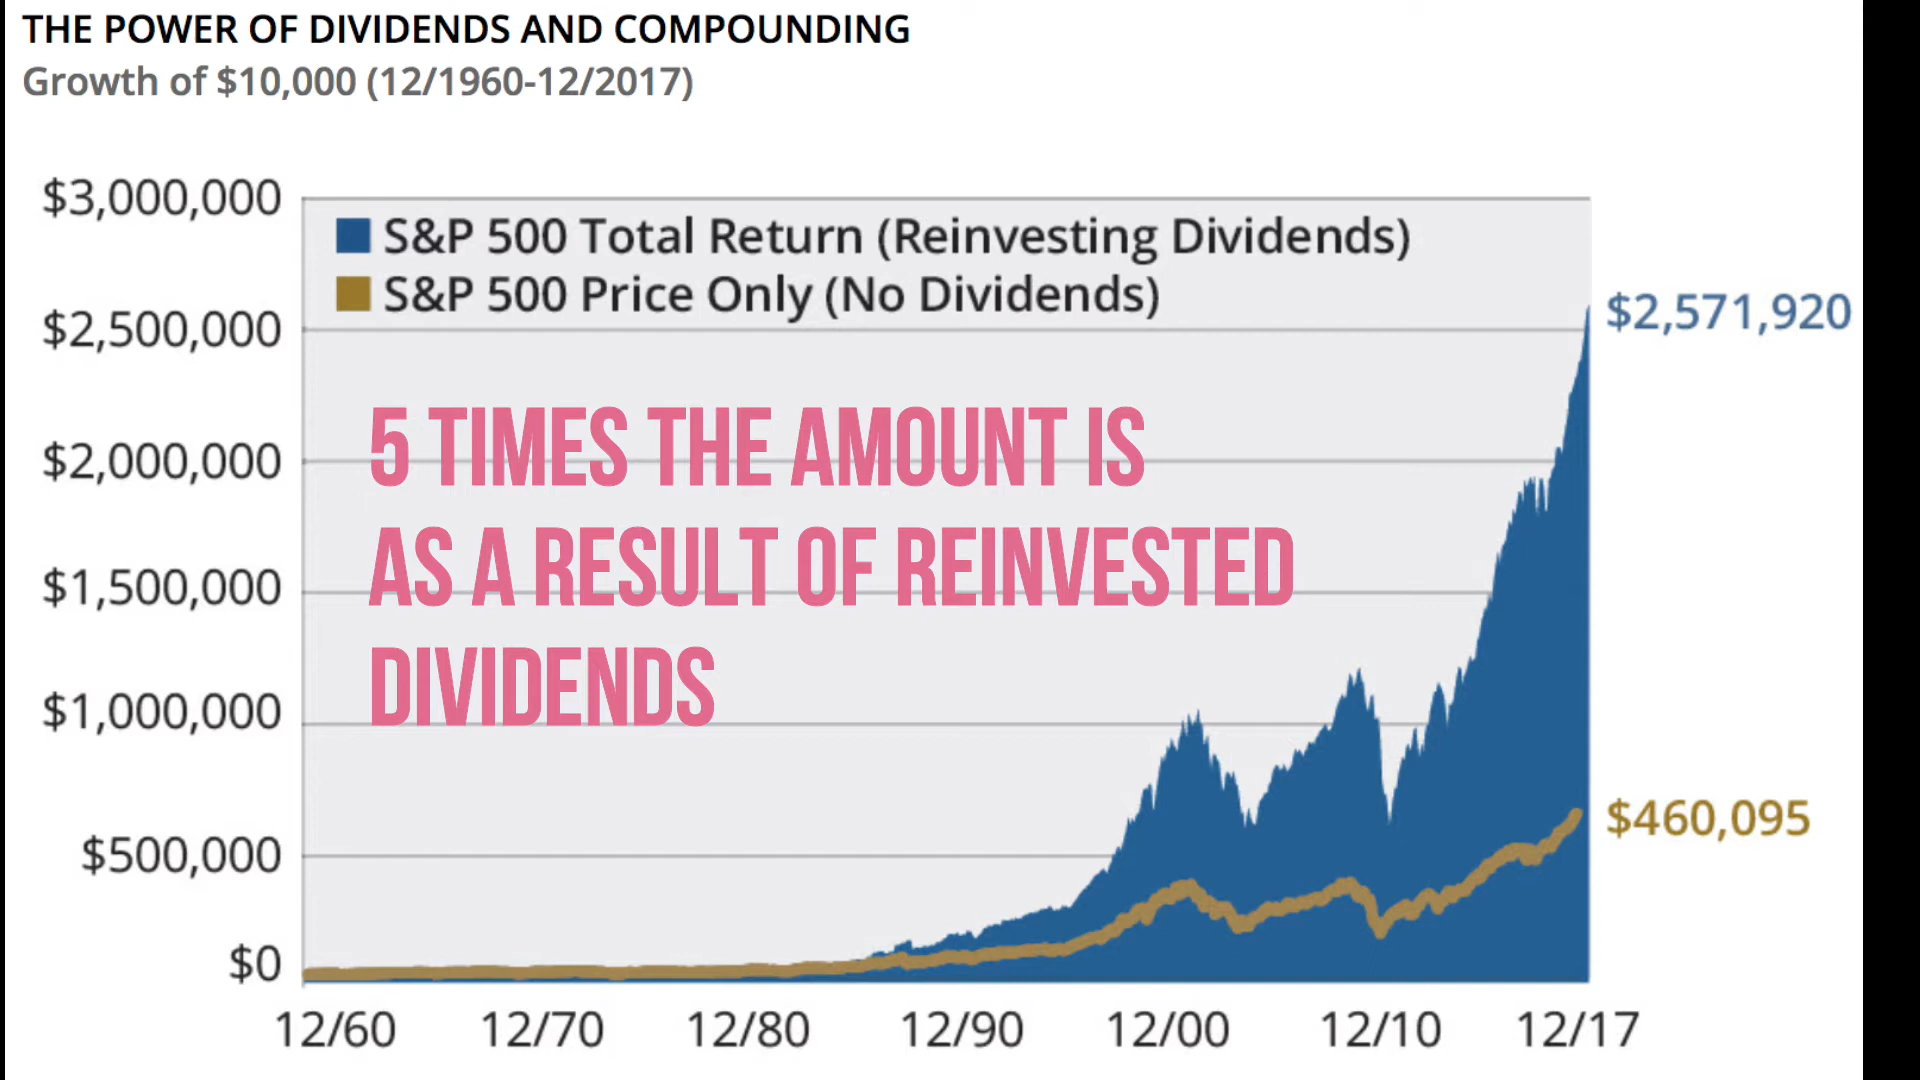 THE POWER OF DIVIDENDS AND COMPOUNDING
Growth of $10,000 (12/1960-12/2017)
$3,000,000
S&P 500 Total Return (Reinvesting Dividends)
S&P 500 Price Only (No Dividends)
$2,571,920
$2,500,000
5 TIMES THE AMOUNT IS
$2,000,000
AS A RESULT OF REINVESTED
$1,500,000
DIVIDENDS
$1,000,000
$460,095
$500,000
$0
12/60 12/70 12/80 12/90 12/00 12/10 12/17